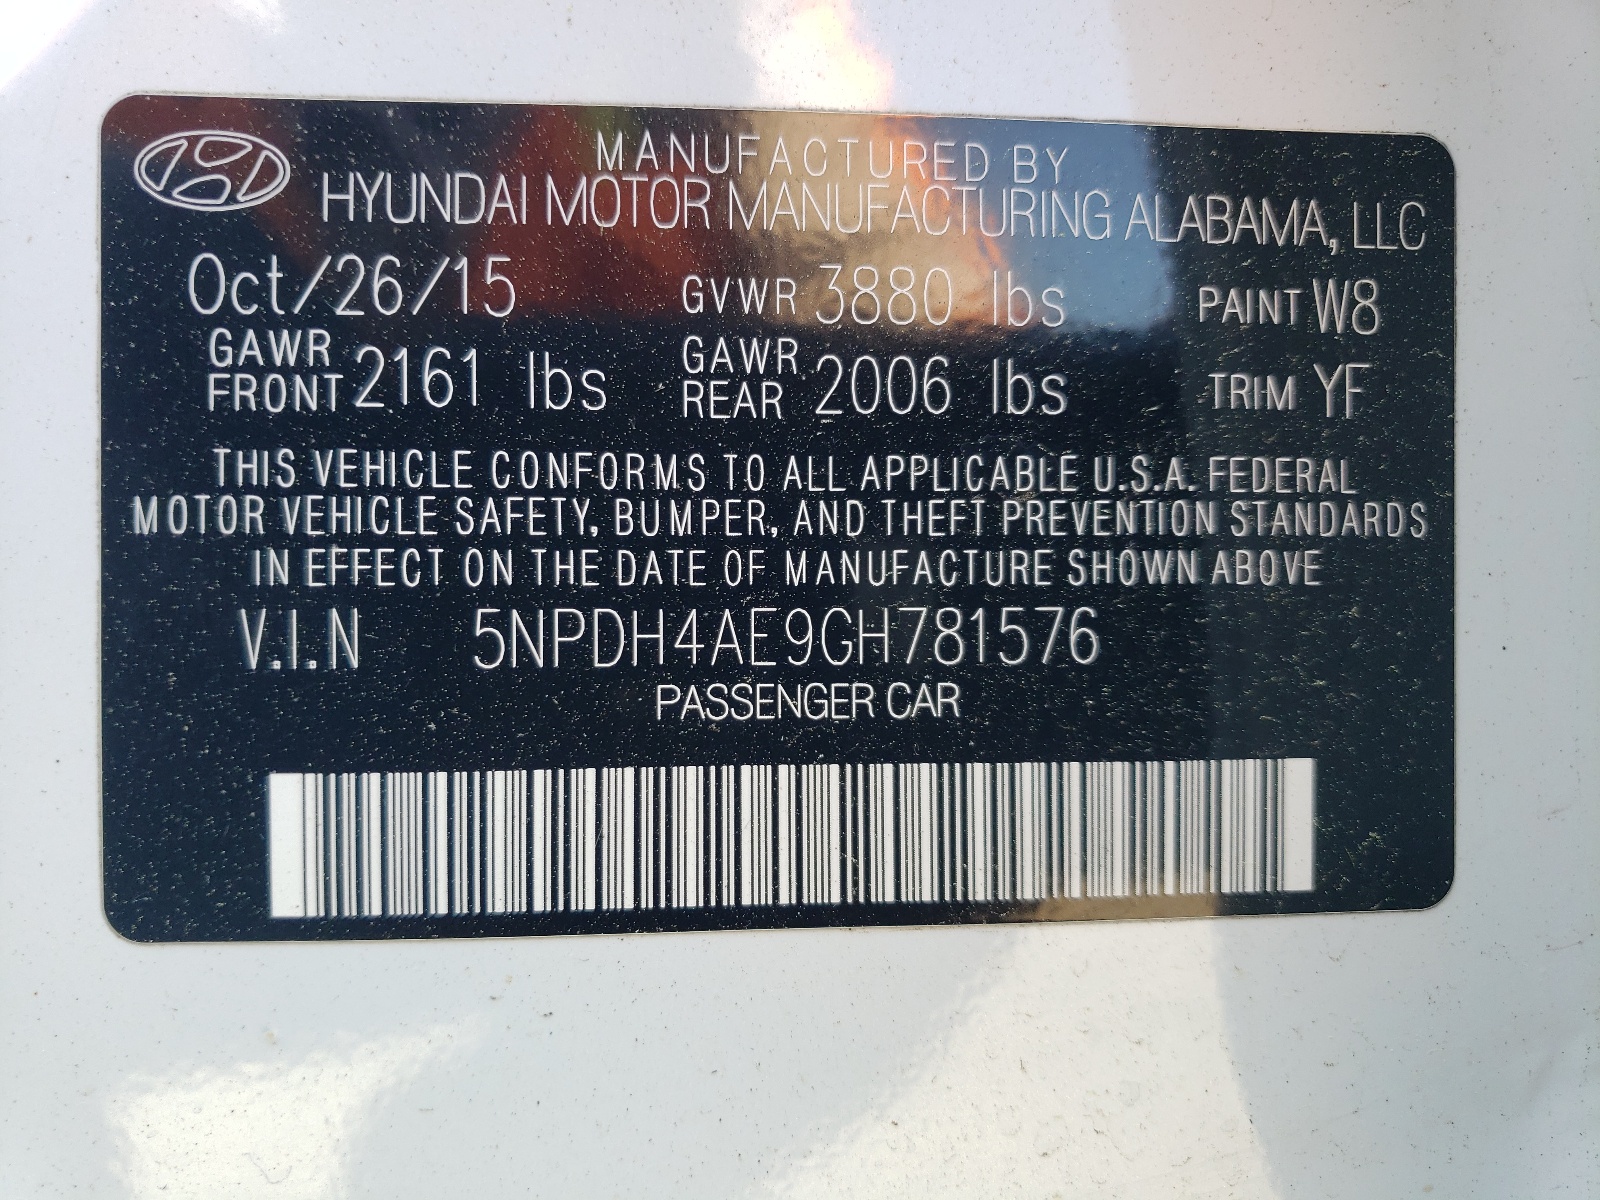 MANUFACTURED BY
HYUNDAI MOTOR MANUFACTURING ALABAMA, LLC
Oct/26/15 GVWR 3880 lbs PAINT W8
GAWR FRONT 2161 lbs GAWR REAR 2006 lbs TRIM YF
THIS VEHICLE CONFORMS TO ALL APPLICABLE U.S.A. FEDERAL
MOTOR VEHICLE SAFETY, BUMPER, AND THEFT PREVENTION STANDARDS
IN EFFECT ON THE DATE OF MANUFACTURE SHOWN ABOVE
V.I.N 5NPDH4AE9GH781576
PASSENGER CAR